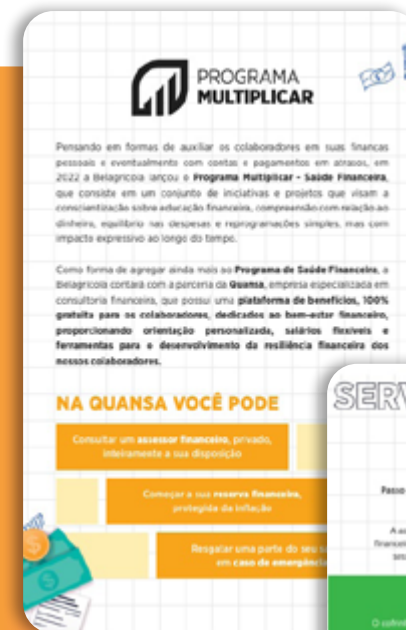 PROGRAMA
MULTIPLICAR
Pensando em formas de auxiliar os colaboradores em suas financas
pessoais e eventualmente com contas e pagamentos em atrasos, em
2022 a Belagricola lançou o Programa Multiplicar - Saúde Financeira,
que consiste em um conjunto de iniciativas e projetos que visam a
conscientização sobre educação financeira, compreensão com relação ao
dinheiro, equilíbrio nas despesas e reprogramações simples, mas com
impacto expressivo ao longo do tempo.
Como forma de agregar ainda mais ao Programa de Saúde Financeira, a
Belagricola contará com a parceria da Quansa, empresa especializada em
consultoria financeira, que possui uma plataforma de benefícios, 100%
gratuita para os colaboradores, dedicados ao bem-estar financeiro,
proporcionando orientação personalizada, salários flexíveis e
ferramentas para o desenvolvimento da resiliência financeira dos
nossos colaboradores.
NA QUANSA VOCÊ PODE
Consultar um assessor financeiro, privado,
inteiramente a sua disposição
Começar a sua reserva financeira,
protegida da inflação
Resgatar uma parte do seu
em caso de emergência
SERV
Passo
A
financei
O